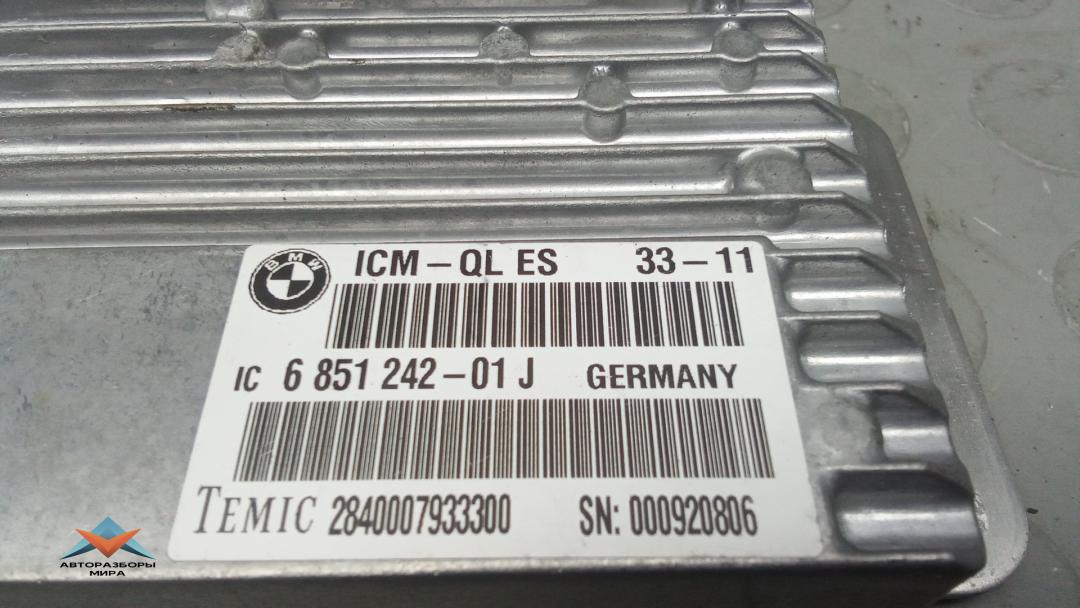 BMW
ICM-QL ES 33-11
IC 6 851 242-01 J GERMANY
TEMIC 2840007933300 SN: 000920806
АВТОРАЗБОРЫ
МИРА